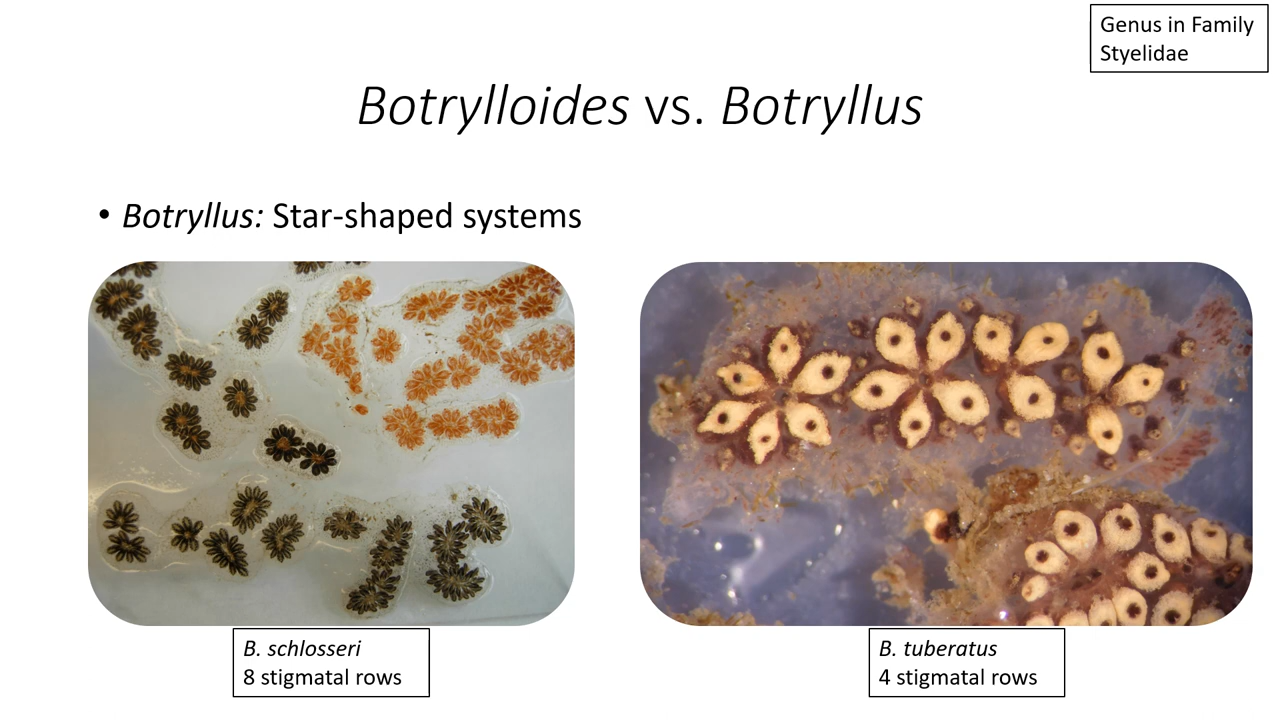 Genus in Family
Styelidae
Botrylloides vs. Botryllus
• Botryllus: Star-shaped systems
B. schlosseri
8 stigmatal rows
B. tuberatus
4 stigmatal rows